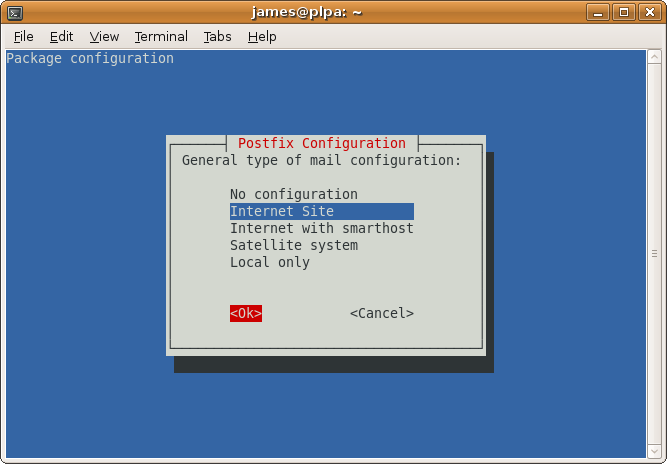 james@plpa: ~
File Edit View Terminal Tabs Help
Package configuration
Postfix Configuration
General type of mail configuration:
No configuration
Internet Site
Internet with smarthost
Satellite system
Local only
<Ok> <Cancel>